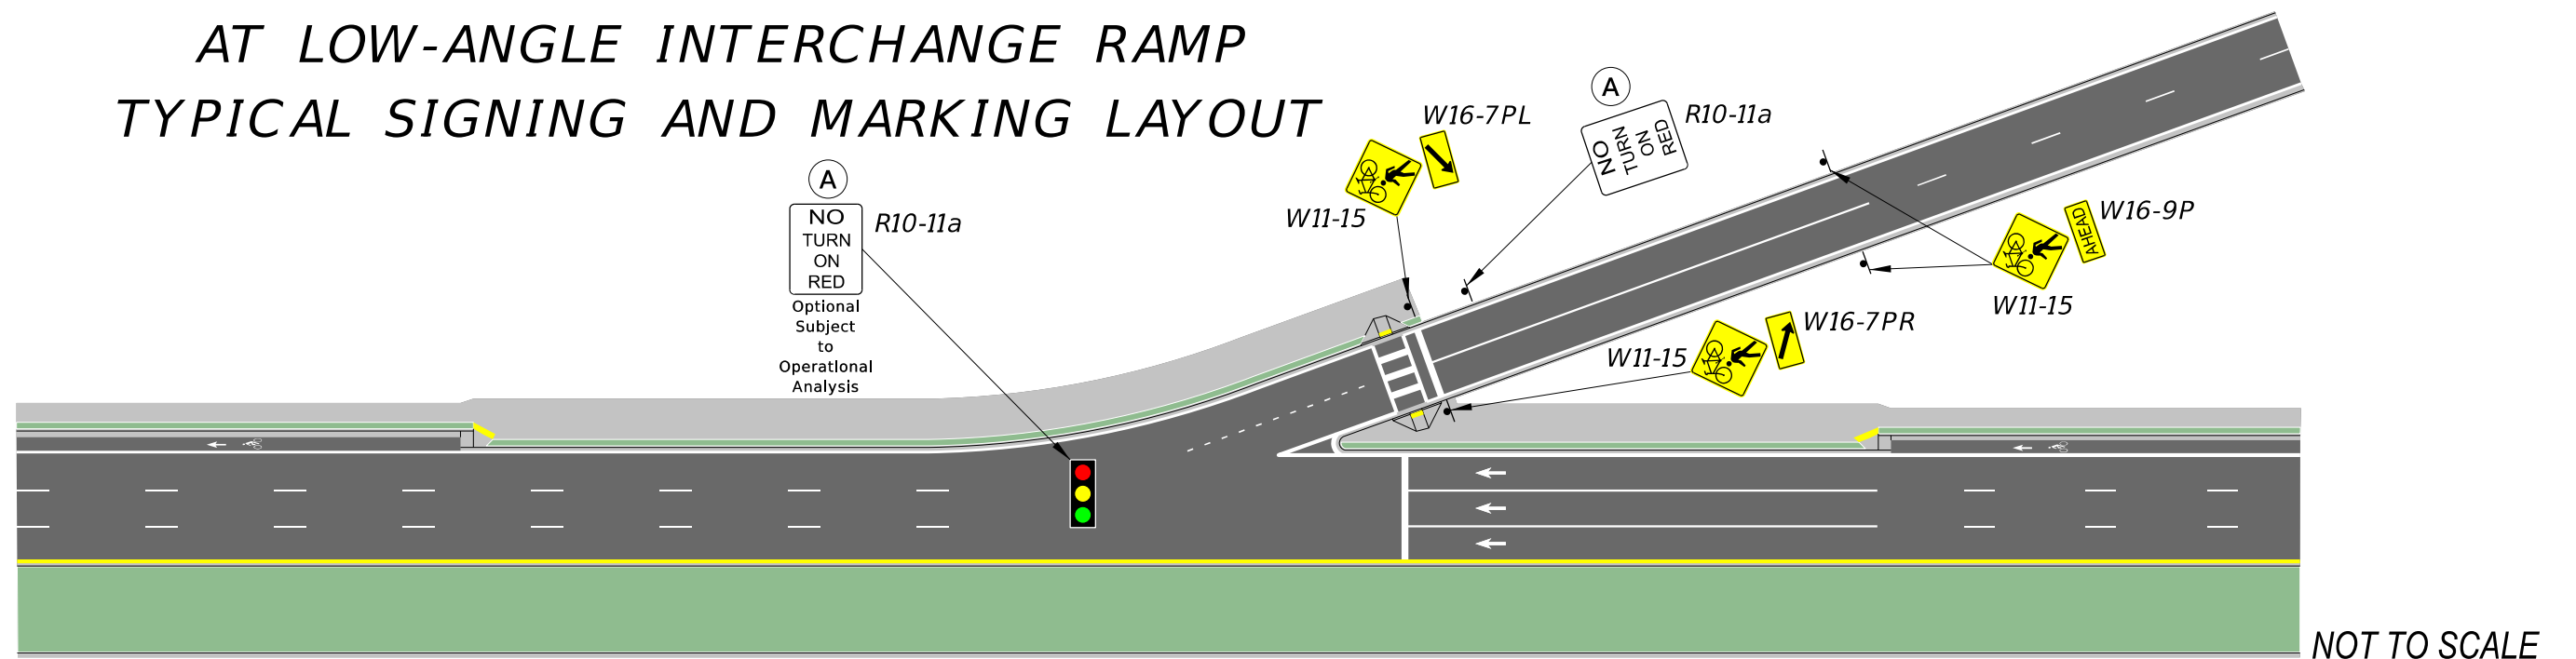 AT LOW-ANGLE INTERCHANGE RAMP
TYPICAL SIGNING AND MARKING LAYOUT
A
NO
TURN
ON
RED
R10-11a
Optional
Subject
to
Operational
Analysis
W16-7PL
W11-15
A
NO
TURN
ON
RED
R10-11a
W16-9P
AHEAD
W11-15
W16-7PR
W11-15
NOT TO SCALE